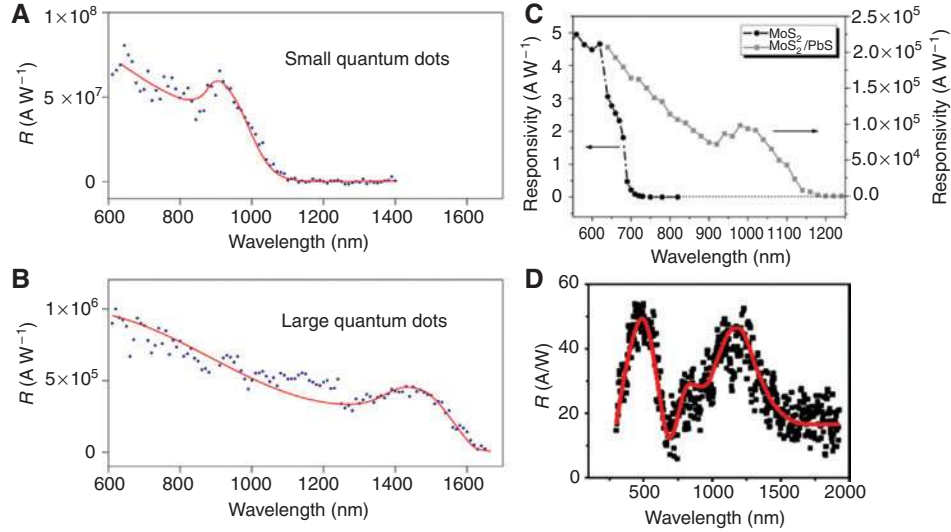 A
1×10⁸
5×10⁷
0
R (A W⁻¹)
Small quantum dots
600 800 1000 1200 1400 1600
Wavelength (nm)
B
1×10⁶
5×10⁵
0
R (A W⁻¹)
Large quantum dots
600 800 1000 1200 1400 1600
Wavelength (nm)
C
5
4
3
2
1
0
Responsivity (A W⁻¹)
MoS₂
MoS₂/PbS
2.5×10⁵
2.0×10⁵
1.5×10⁵
1.0×10⁵
5.0×10⁴
0.0
Responsivity (A W⁻¹)
600 700 800 900 1000 1100 1200
Wavelength (nm)
D
60
40
20
0
R (A/W)
500 1000 1500 2000
Wavelength (nm)